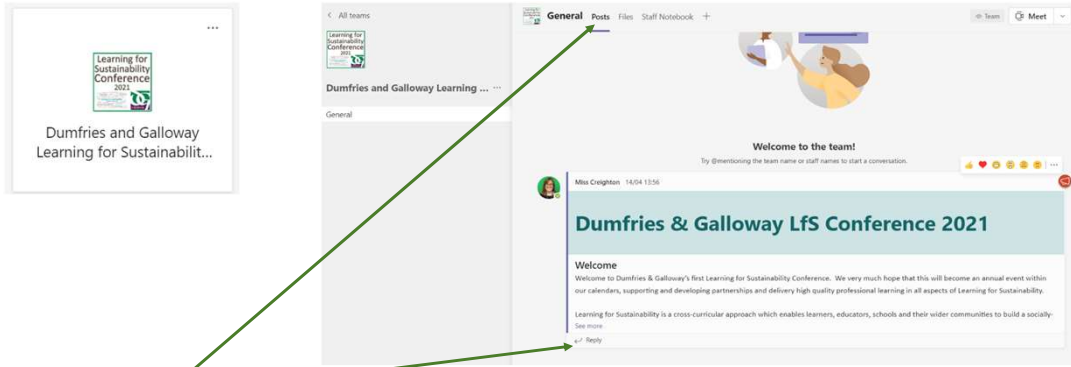 ...
Learning for
Sustainability
Conference
2021
Dumfries and Galloway
Learning for Sustainabilit...
< All teams
Learning for
Sustainability
Conference
2021
Dumfries and Galloway Learning ... ...
General
General Posts Files Staff Notebook +
Team Meet
Welcome to the team!
Try @mentioning the team name or staff names to start a conversation.
Miss Creighton 14/04 13:56
Dumfries & Galloway LfS Conference 2021
Welcome
Welcome to Dumfries & Galloway's first Learning for Sustainability Conference. We very much hope that this will become an annual event within
our calendars, supporting and developing partnerships and delivery high quality professional learning in all aspects of Learning for Sustainability.
Learning for Sustainability is a cross-curricular approach which enables learners, educators, schools and their wider communities to build a socially-
See more
Reply